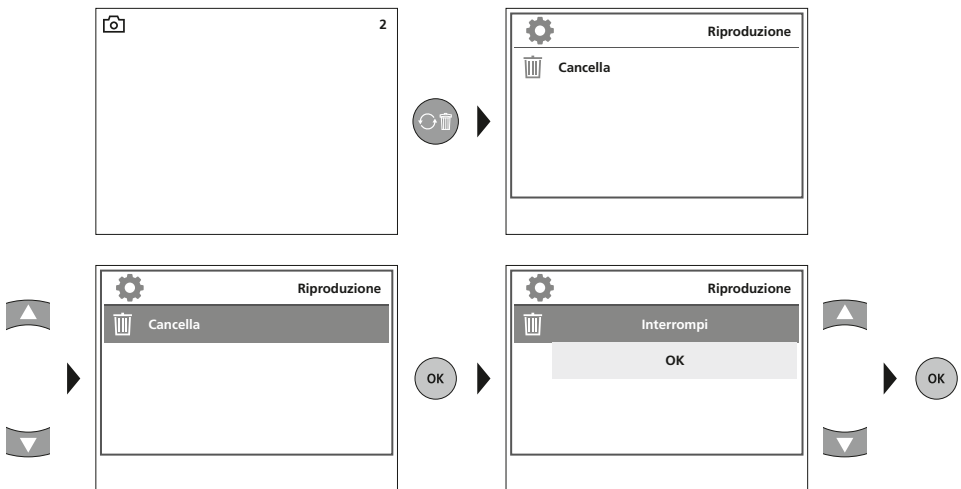 2
Riproduzione
Cancella
Riproduzione
Cancella
OK
Riproduzione
Interrompi
OK
OK